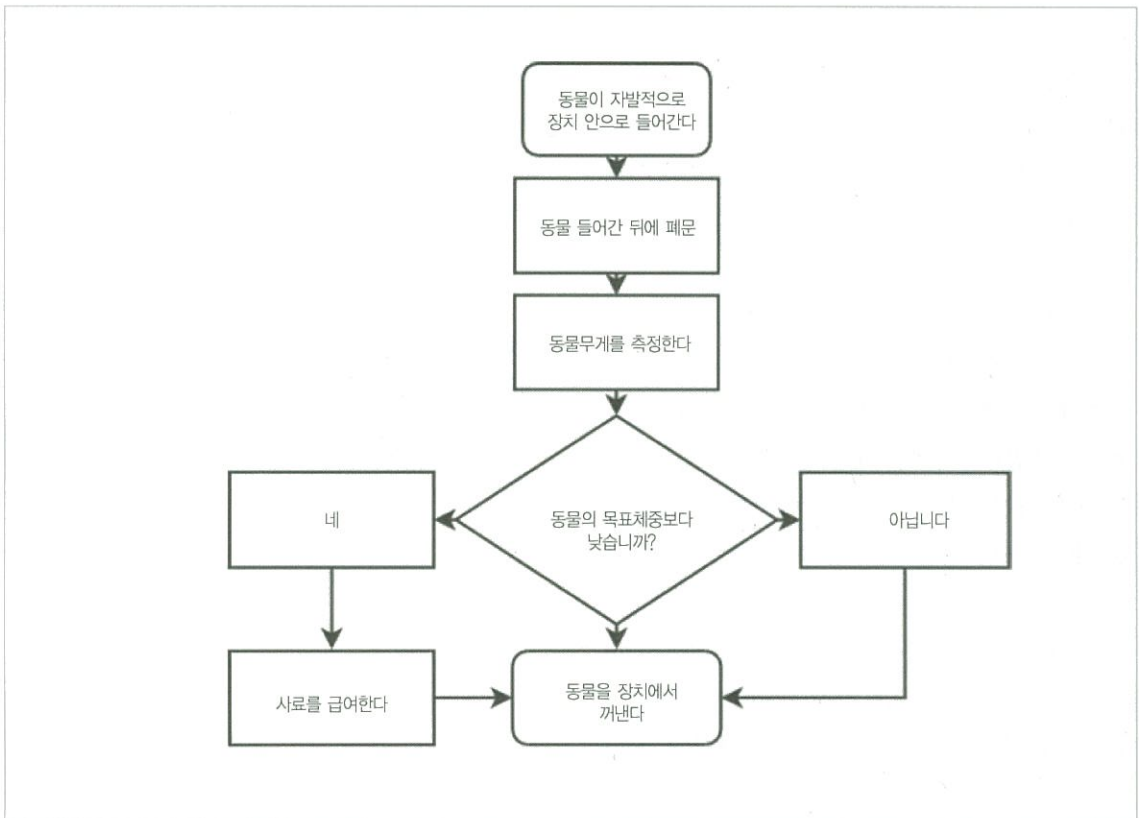 동물이 자발적으로
장치 안으로 들어간다
동물 들어간 뒤에 폐문
동물무게를 측정한다
네
동물의 목표체중보다
낮습니까?
아닙니다
사료를 급여한다
동물을 장치에서
꺼낸다